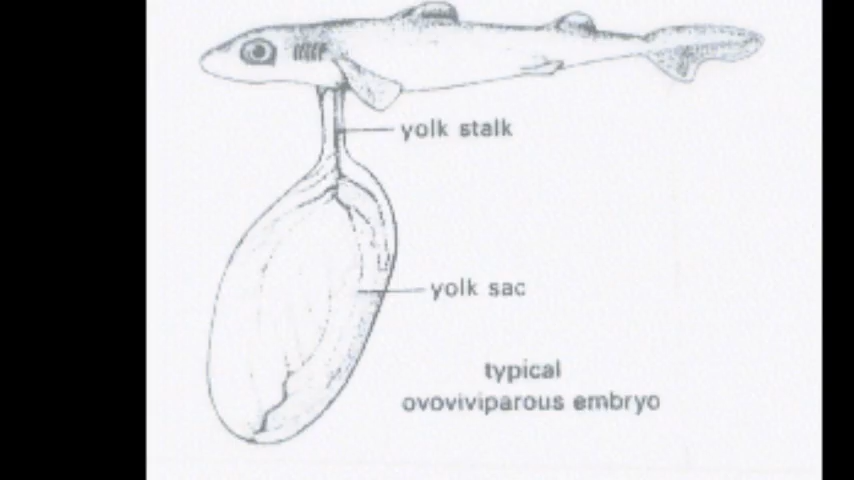 yolk stalk
yolk sac
typical
ovoviviparous embryo